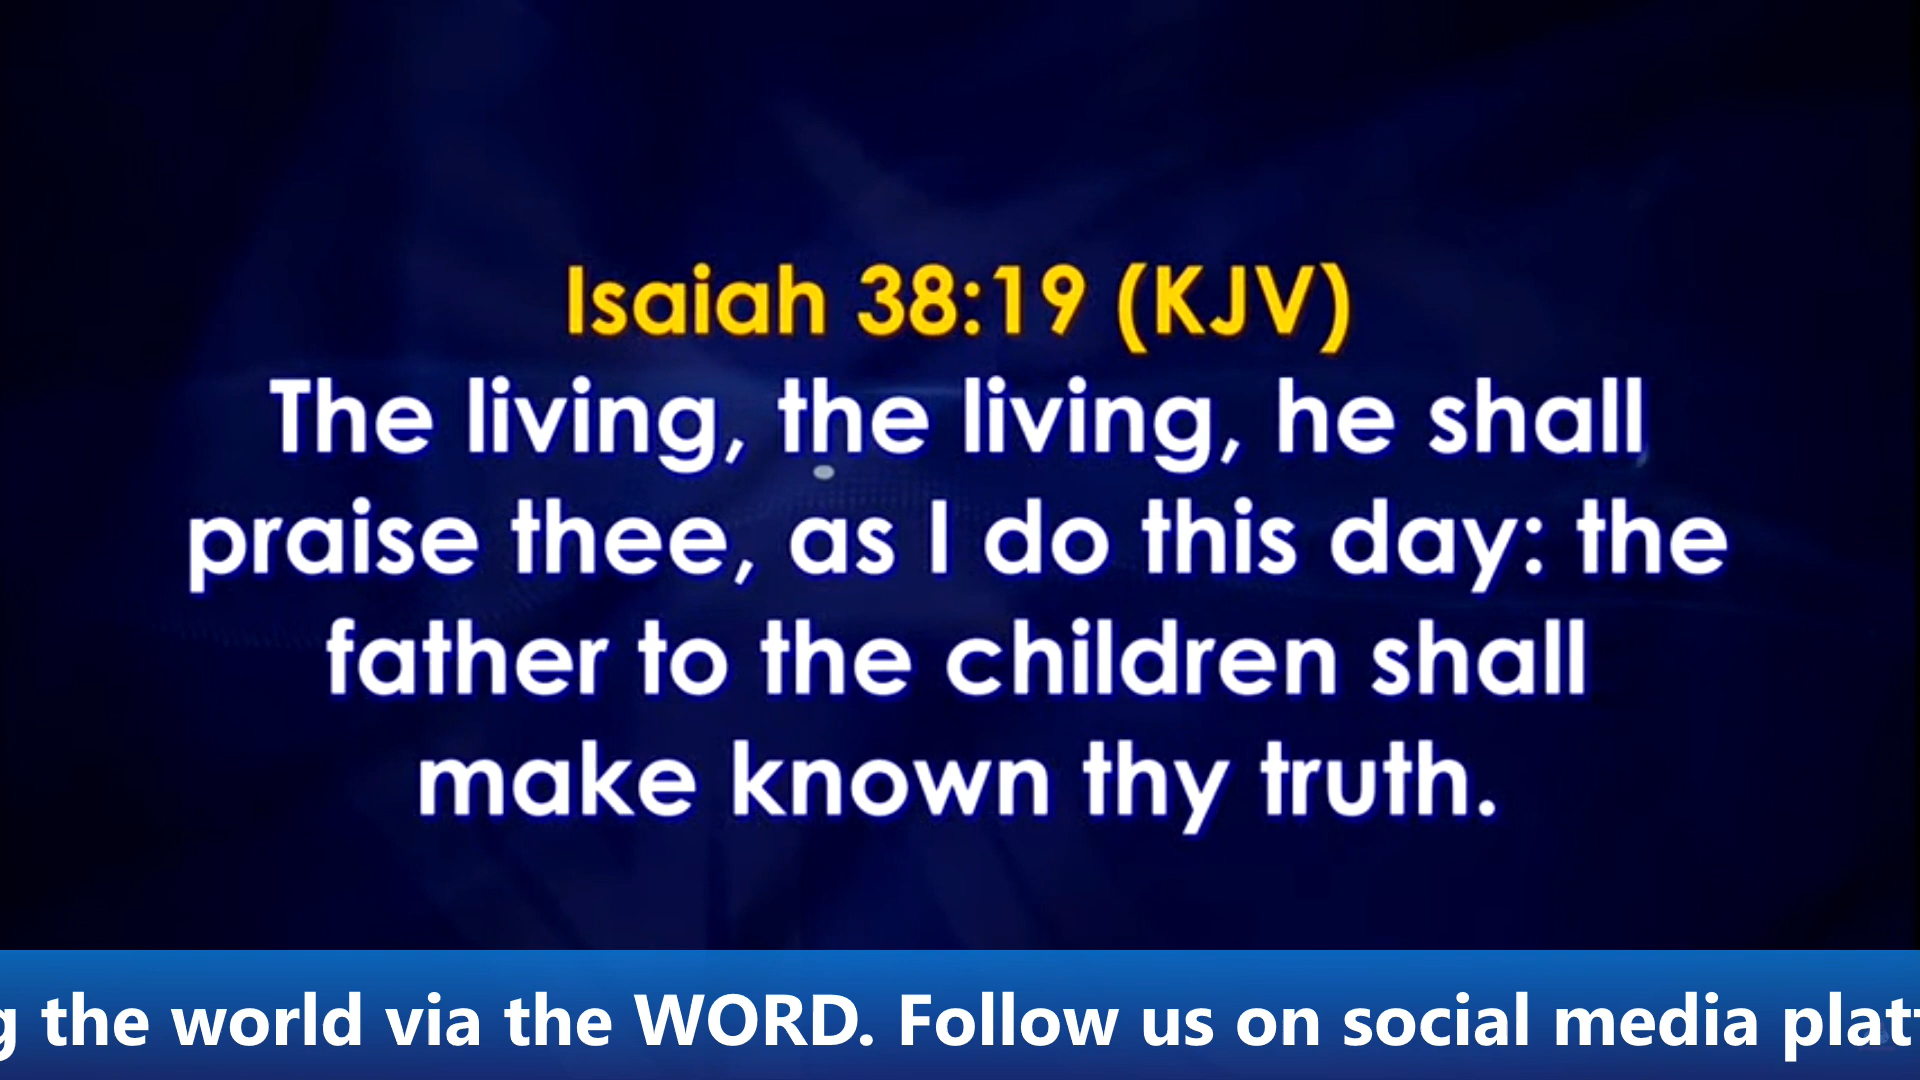 Isaiah 38:19 (KJV)
The living, the living, he shall
praise thee, as I do this day: the
father to the children shall
make known thy truth.
the world via the WORD. Follow us on social media